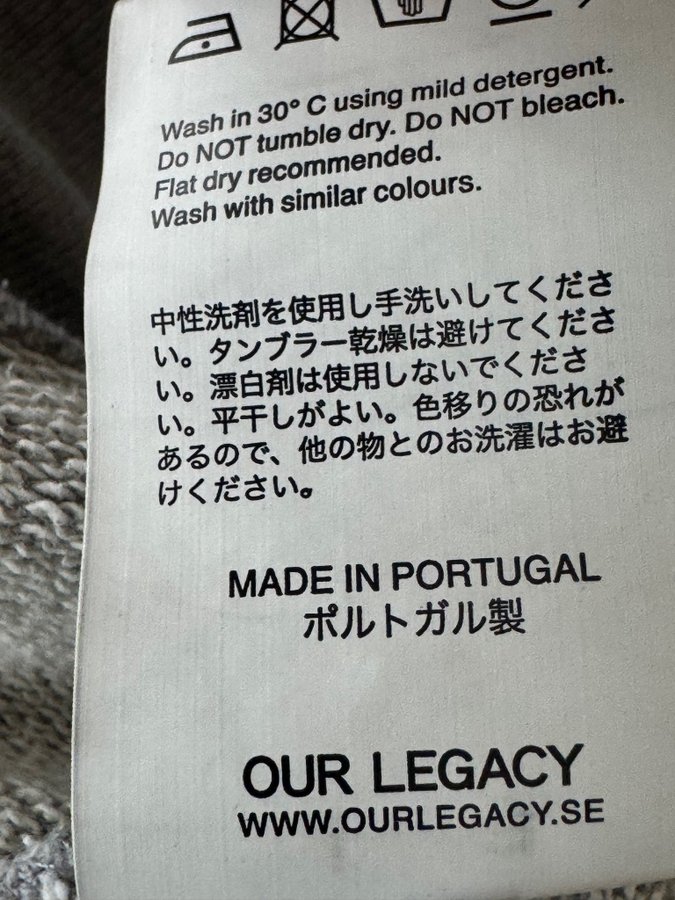 Wash in 30° C using mild detergent.
Do NOT tumble dry. Do NOT bleach.
Flat dry recommended.
Wash with similar colours.
中性洗剤を使用し手洗いしてくださ
い。タンブラー乾燥は避けてくださ
い。漂白剤は使用しないでくださ
い。平干しがよい。色移りの恐れが
あるので、他の物とのお洗濯はお避
けください。
MADE IN PORTUGAL
ポルトガル製
OUR LEGACY
WWW.OURLEGACY.SE